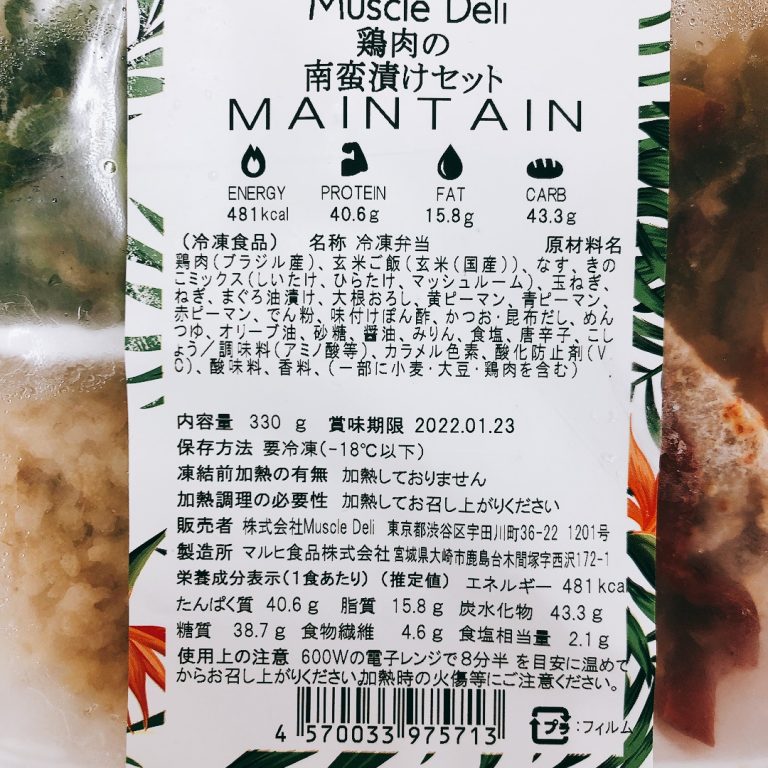 Muscle Deli
鶏肉の
南蛮漬けセット
MAINTAIN
ENERGY PROTEIN FAT CARB
481kcal 40.6g 15.8g 43.3g
(冷凍食品) 名称 冷凍弁当 原材料名
鶏肉(ブラジル産)、玄米ご飯(玄米(国産))、なす、きの
こミックス(しいたけ、ひらたけ、マッシュルーム)、玉ねぎ、
ねぎ、まぐろ油漬け、大根おろし、黄ピーマン、青ピーマン、
赤ピーマン、でん粉、味付けぽん酢、かつお・昆布だし、めん
つゆ、オリーブ油、砂糖、醤油、みりん、食塩、唐辛子、こし
ょう/調味料(アミノ酸等)、カラメル色素、酸化防止剤(V.
C)、酸味料、香料、(一部に小麦・大豆・鶏肉を含む)
内容量 330 g 賞味期限 2022.01.23
保存方法 要冷凍(-18℃以下)
凍結前加熱の有無 加熱しておりません
加熱調理の必要性 加熱してお召し上がりください
販売者 株式会社Muscle Deli 東京都渋谷区宇田川町36-22 1201号
製造所 マルヒ食品株式会社 宮城県大崎市鹿島台木間塚字西沢172-1
栄養成分表示(1食あたり) (推定値) エネルギー 481kcal
たんぱく質 40.6g 脂質 15.8g 炭水化物 43.3g
糖質 38.7g 食物繊維 4.6g 食塩相当量 2.1g
使用上の注意 600Wの電子レンジで8分半 を目安に温めて
からお召し上がりください。加熱時の火傷等にご注意ください。
4 570033 975713
プラ :フィルム